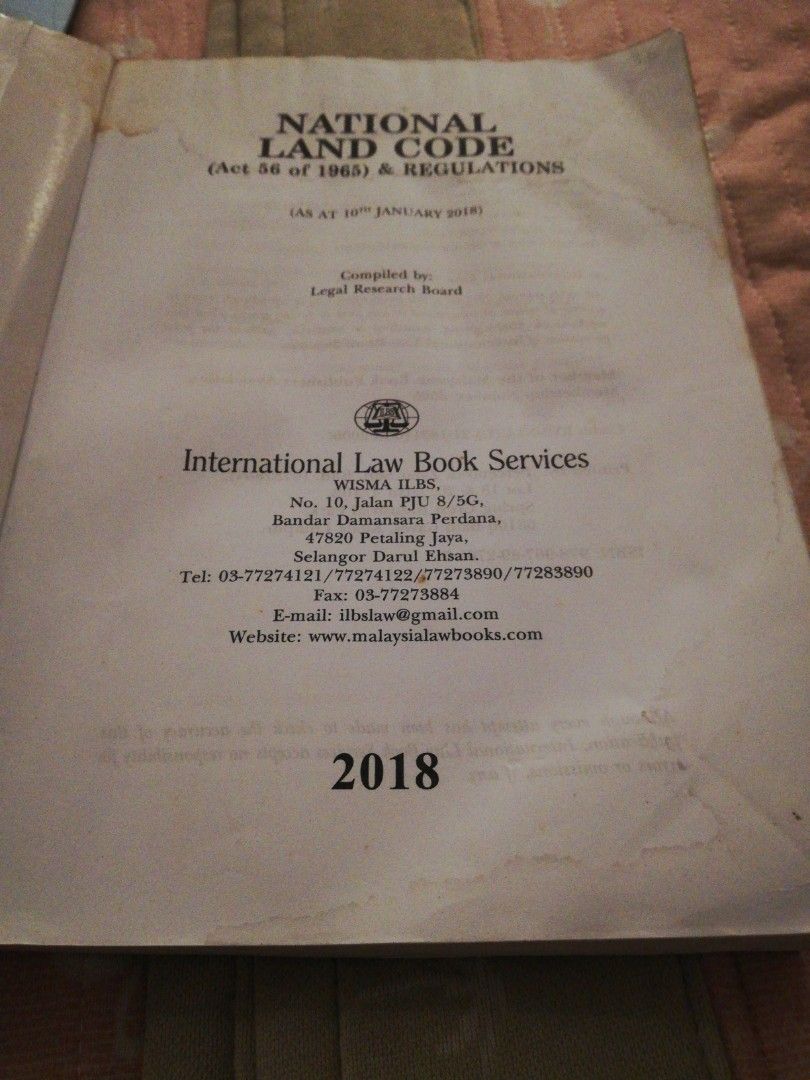 NATIONAL
LAND CODE
(Act 56 of 1965) & REGULATIONS
(AS AT 10TH JANUARY 2018)
Compiled by:
Legal Research Board
ILBS
International Law Book Services
WISMA ILBS,
No. 10, Jalan PJU 8/5G,
Bandar Damansara Perdana,
47820 Petaling Jaya,
Selangor Darul Ehsan.
Tel: 03-77274121/77274122/77273890/77283890
Fax: 03-77273884
E-mail: ilbslaw@gmail.com
Website: www.malaysialawbooks.com
2018